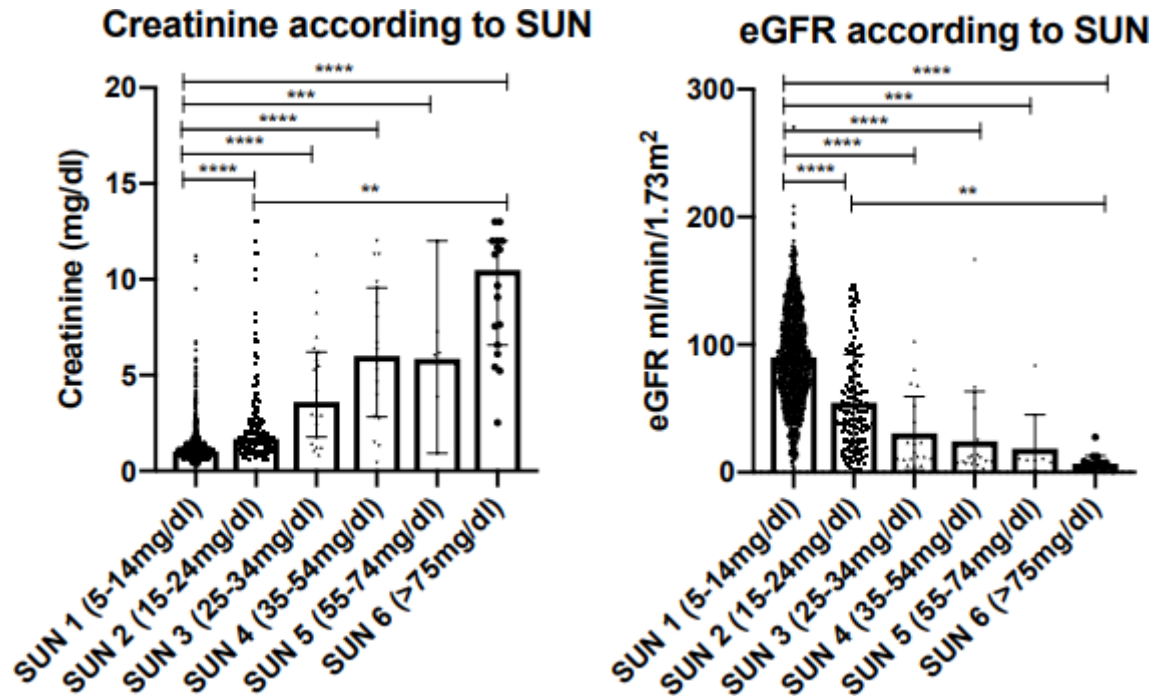 Creatinine according to SUN
****
***
****
****
****
**
20
15
10
5
0
Creatinine (mg/dl)
SUN 1 (5-14mg/dl)
SUN 2 (15-24mg/dl)
SUN 3 (25-34mg/dl)
SUN 4 (35-54mg/dl)
SUN 5 (55-74mg/dl)
SUN 6 (>75mg/dl)
eGFR according to SUN
****
***
****
****
****
**
300
200
100
0
eGFR ml/min/1.73m²
SUN 1 (5-14mg/dl)
SUN 2 (15-24mg/dl)
SUN 3 (25-34mg/dl)
SUN 4 (35-54mg/dl)
SUN 5 (55-74mg/dl)
SUN 6 (>75mg/dl)